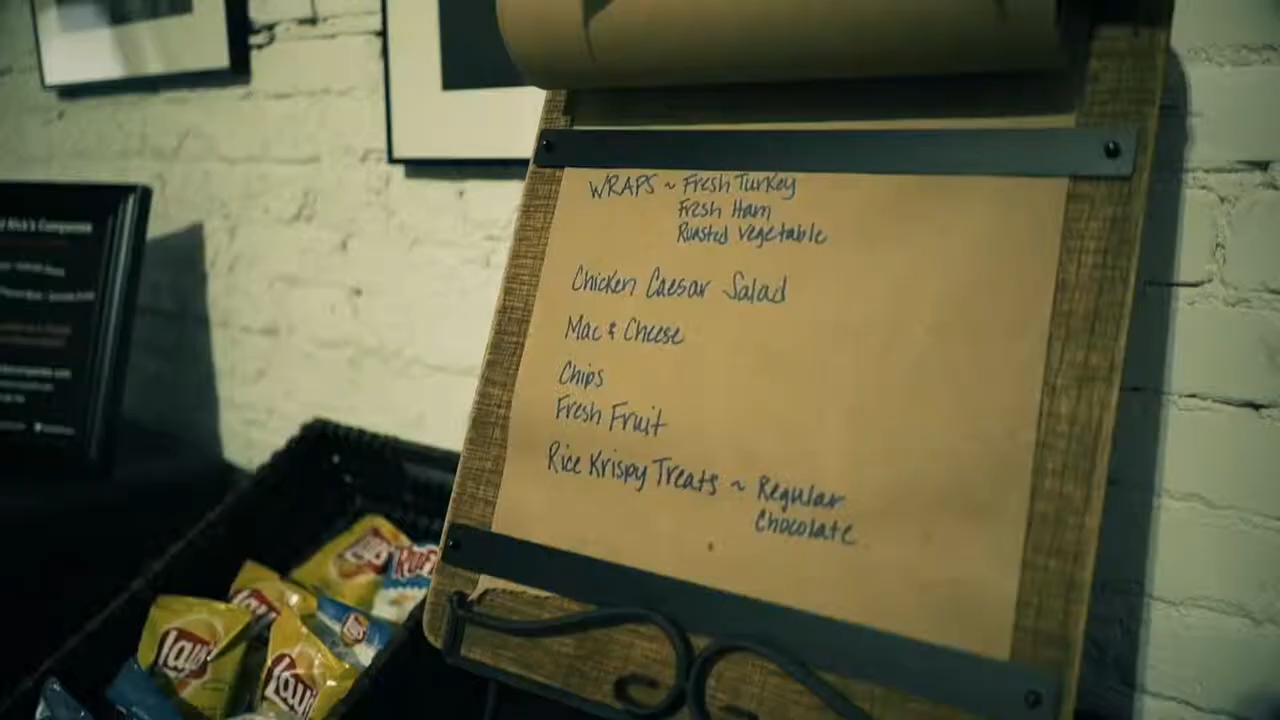 WRAPS ~ Fresh Turkey
Fresh Ham
Roasted Vegetable
Chicken Caesar Salad
Mac & Cheese
Chips
Fresh Fruit
Rice Krispy Treats ~ Regular
Chocolate
Lay's
Ruff
Lay's
Lay's